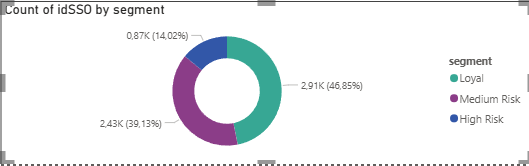 Count of idSSO by segment
0,87K (14,02%)
2,91K (46,85%)
2,43K (39,13%)
segment
Loyal
Medium Risk
High Risk